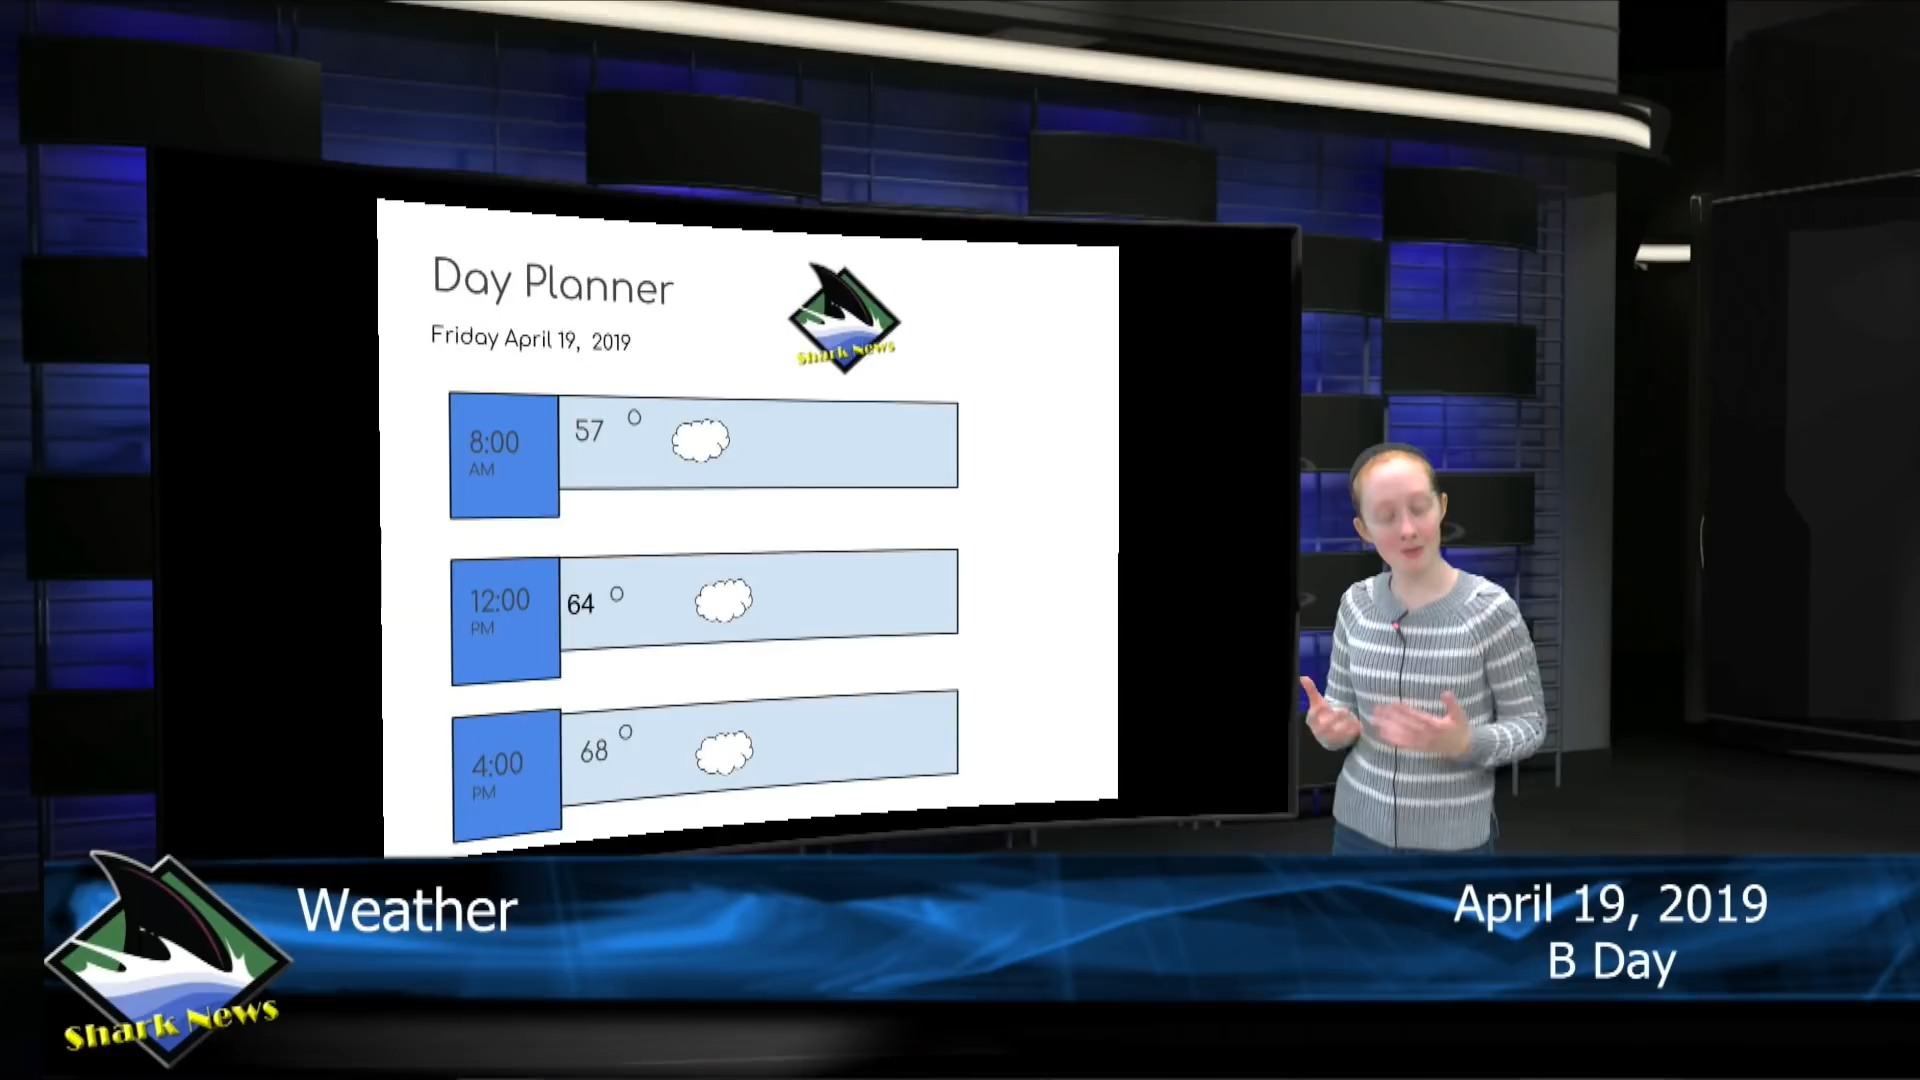 Day Planner
Friday April 19, 2019
Shark News
8:00
AM
57 °
12:00
PM
64 °
4:00
PM
68 °
Weather
April 19, 2019
B Day
Shark News